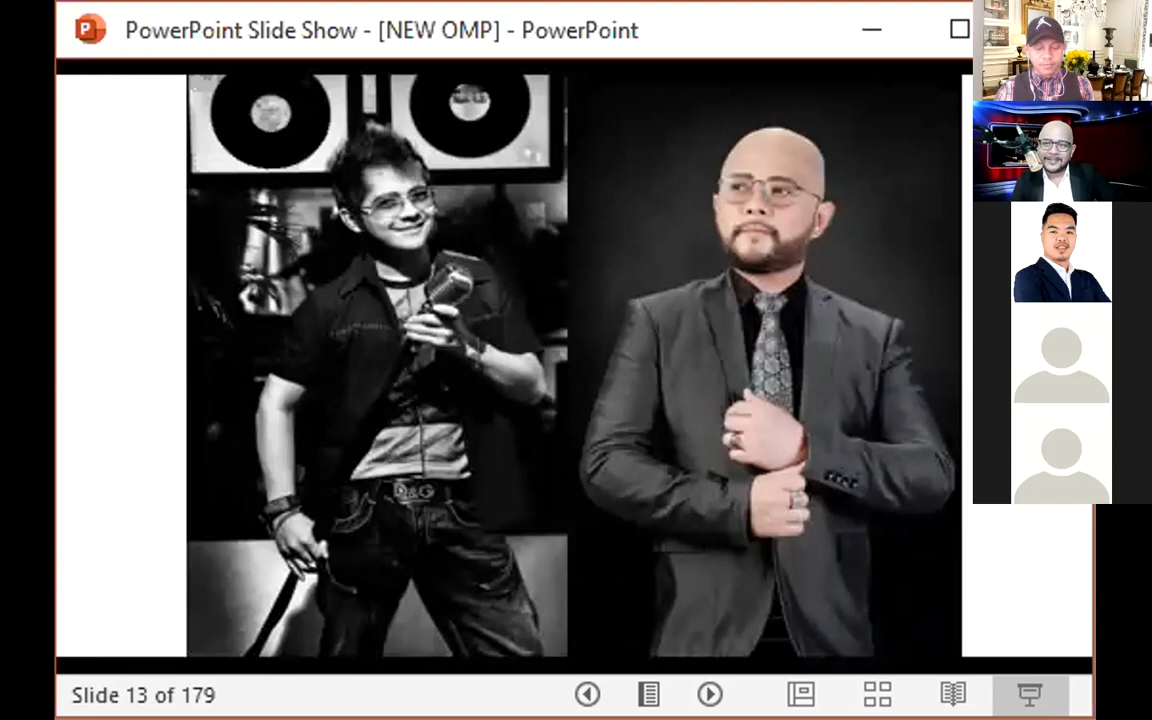 PowerPoint Slide Show - [NEW OMP] - PowerPoint
D&G
Slide 13 of 179